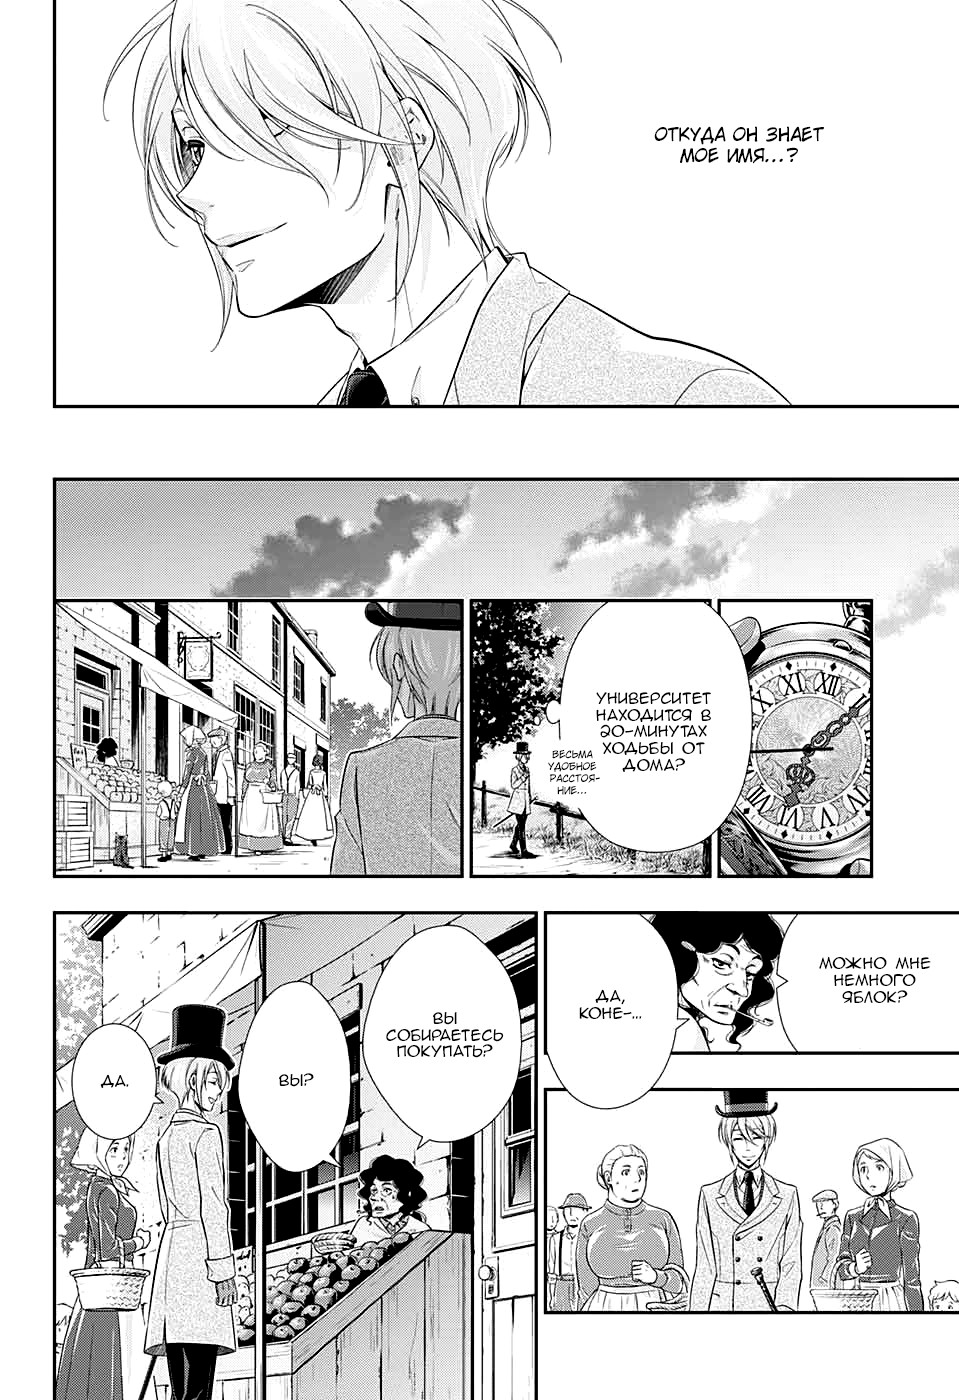 ОТКУДА ОН ЗНАЕТ
МОЕ ИМЯ...?
УНИВЕРСИТЕТ
НАХОДИТСЯ В
20-МИНУТАХ
ХОДЬБЫ ОТ
ДОМА?
ВЕСЬМА
УДОБНОЕ
РАССТОЯ-
НИЕ...
МОЖНО МНЕ
НЕМНОГО
ЯБЛОК?
ДА,
КОНЕ-...
ВЫ
СОБИРАЕТЕСЬ
ПОКУПАТЬ?
ВЫ?
ДА.